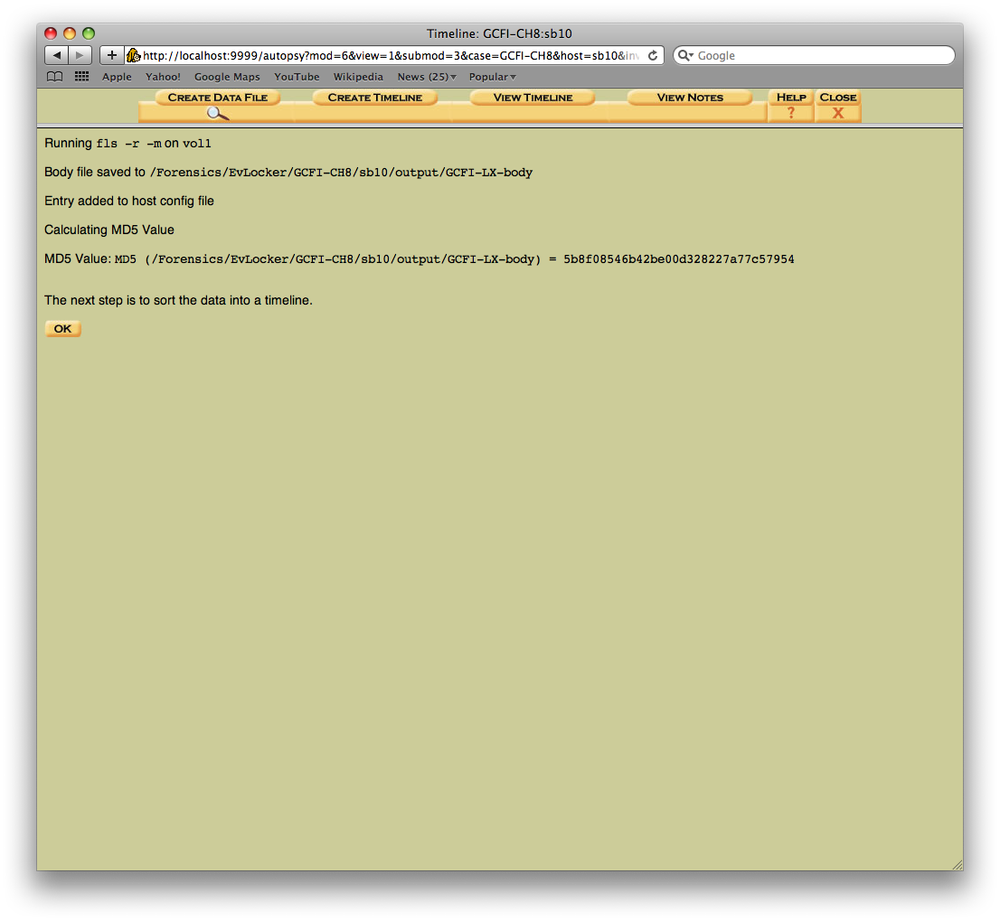 Timeline: GCFI-CH8:sb10
http://localhost:9999/autopsy?mod=6&view=1&submod=3&case=GCFI-CH8&host=sb10&inv
Google
Apple Yahoo! Google Maps YouTube Wikipedia News (25) Popular
CREATE DATA FILE CREATE TIMELINE VIEW TIMELINE VIEW NOTES HELP CLOSE
? X
Running fls -r -m on vol1
Body file saved to /Forensics/EvLocker/GCFI-CH8/sb10/output/GCFI-LX-body
Entry added to host config file
Calculating MD5 Value
MD5 Value: MD5 (/Forensics/EvLocker/GCFI-CH8/sb10/output/GCFI-LX-body) = 5b8f08546b42be00d328227a77c57954
The next step is to sort the data into a timeline.
OK